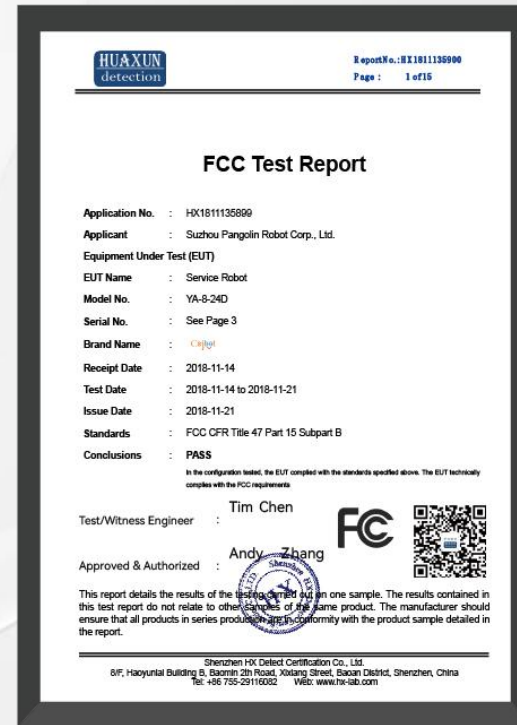 HUAXUN
detection
ReportNo.:HX1811135900
Page : 1 of15
FCC Test Report
Application No. : HX1811135899
Applicant : Suzhou Pangolin Robot Corp., Ltd.
Equipment Under Test (EUT)
EUT Name : Service Robot
Model No. : YA-8-24D
Serial No. : See Page 3
Brand Name :
Receipt Date : 2018-11-14
Test Date : 2018-11-14 to 2018-11-21
Issue Date : 2018-11-21
Standards : FCC CFR Title 47 Part 15 Subpart B
Conclusions : PASS
In the configuration tested, the EUT complied with the standards specified above. The EUT technically
complies with the FCC requirements
Test/Witness Engineer : Tim Chen
FC
Approved & Authorized : Andy Zhang
Shenzhen HX
HX
This report details the results of the testing carried out on one sample. The results contained in
this test report do not relate to other samples of the same product. The manufacturer should
ensure that all products in series production are in conformity with the product sample detailed in
the report.
Shenzhen HX Detect Certification Co., Ltd.
8/F, Haoyunlai Building B, Baomin 2th Road, Xixiang Street, Baoan District, Shenzhen, China
Tel: +86 755-29116082 Web: www.hx-lab.com